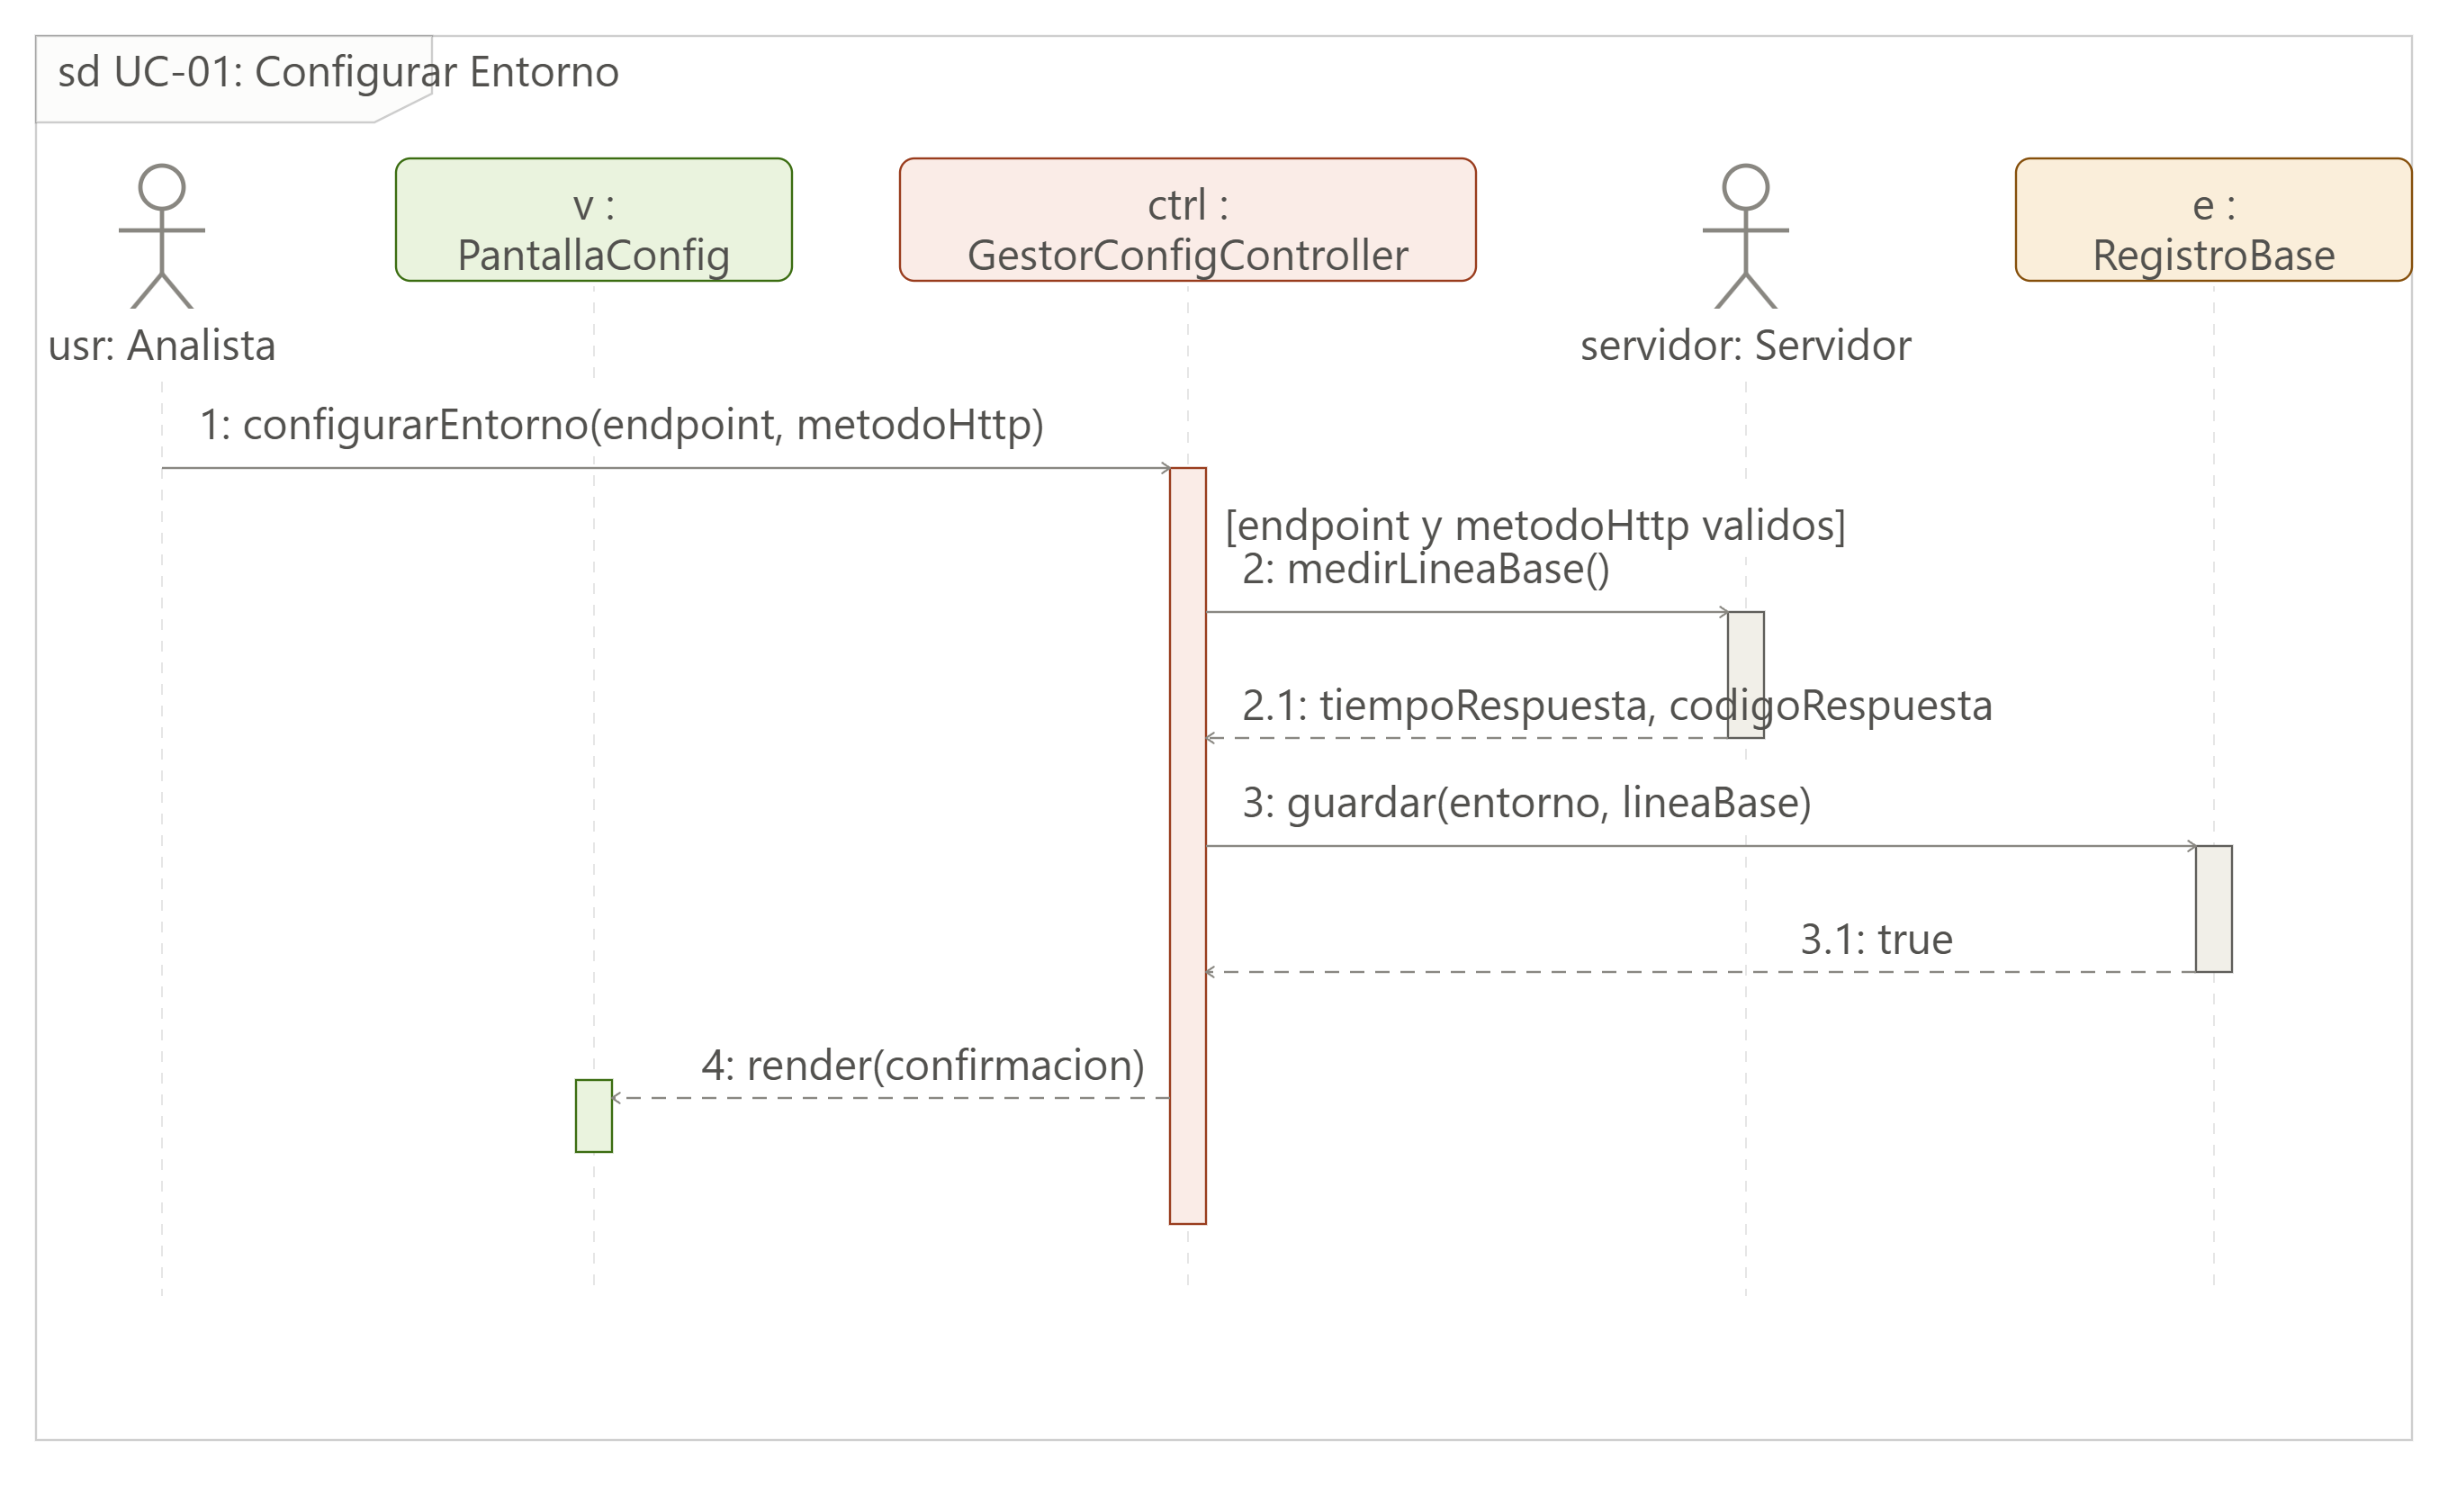 sd UC-01: Configurar Entorno
v :
PantallaConfig
ctrl :
GestorConfigController
e :
RegistroBase
usr: Analista
servidor: Servidor
1: configurarEntorno(endpoint, metodoHttp)
[endpoint y metodoHttp validos]
2: medirLineaBase()
2.1: tiempoRespuesta, codigoRespuesta
3: guardar(entorno, lineaBase)
3.1: true
4: render(confirmacion)